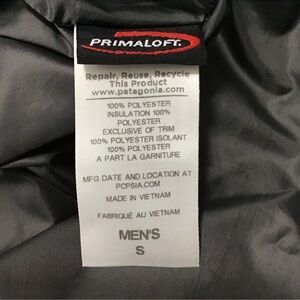 PRIMALOFT.
Repair, Reuse, Recycle
This Product
www.patagonia.com
100% POLYESTER
INSULATION 100%
POLYESTER
EXCLUSIVE OF TRIM
100% POLYESTER ISOLANT
100% POLYESTER
A PART LA GARNITURE
MFG DATE AND LOCATION AT
PCPSIA.COM
MADE IN VIETNAM
FABRIQUÉ AU VIETNAM
MEN'S
S